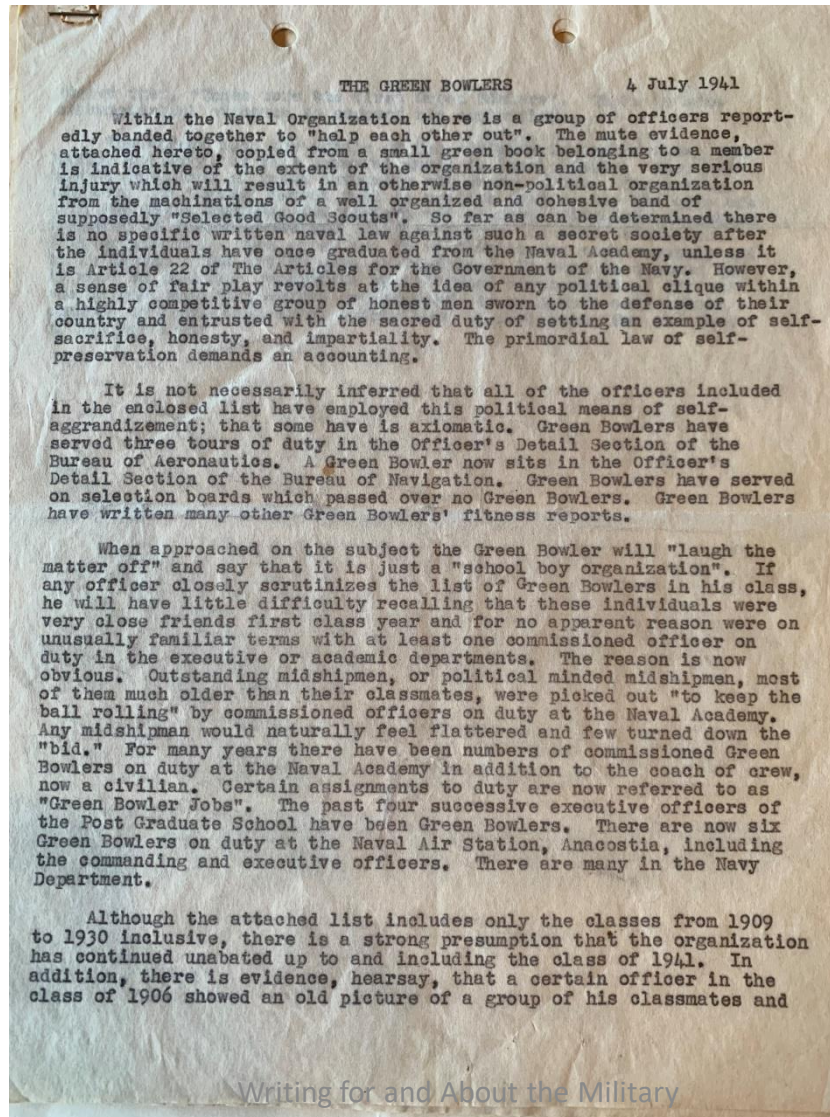 THE GREEN BOWLERS 4 July 1941
Within the Naval Organization there is a group of officers report-
edly banded together to "help each other out". The mute evidence,
attached hereto, copied from a small green book belonging to a member
is indicative of the extent of the organization and the very serious
injury which will result in an otherwise non-political organization
from the machinations of a well organized and cohesive band of
supposedly "Selected Good Scouts". So far as can be determined there
is no specific written naval law against such a secret society after
the individuals have once graduated from the Naval Academy, unless it
is Article 22 of The Articles for the Government of the Navy. However,
a sense of fair play revolts at the idea of any political clique within
a highly competitive group of honest men sworn to the defense of their
country and entrusted with the sacred duty of setting an example of self-
sacrifice, honesty, and impartiality. The primordial law of self-
preservation demands an accounting.
It is not necessarily inferred that all of the officers included
in the enclosed list have employed this political means of self-
aggrandizement; that some have is axiomatic. Green Bowlers have
served three tours of duty in the Officer's Detail Section of the
Bureau of Aeronautics. A Green Bowler now sits in the Officer's
Detail Section of the Bureau of Navigation. Green Bowlers have served
on selection boards which passed over no Green Bowlers. Green Bowlers
have written many other Green Bowlers' fitness reports.
When approached on the subject the Green Bowler will "laugh the
matter off" and say that it is just a "school boy organization". If
any officer closely scrutinizes the list of Green Bowlers in his class,
he will have little difficulty recalling that these individuals were
very close friends first class year and for no apparent reason were on
unusually familiar terms with at least one commissioned officer on
duty in the executive or academic departments. The reason is now
obvious. Outstanding midshipmen, or political minded midshipmen, most
of them much older than their classmates, were picked out "to keep the
ball rolling" by commissioned officers on duty at the Naval Academy.
Any midshipman would naturally feel flattered and few turned down the
"bid." For many years there have been numbers of commissioned Green
Bowlers on duty at the Naval Academy in addition to the coach of crew,
now a civilian. Certain assignments to duty are now referred to as
"Green Bowler Jobs". The past four successive executive officers of
the Post Graduate School have been Green Bowlers. There are now six
Green Bowlers on duty at the Naval Air Station, Anacostia, including
the commanding and executive officers. There are many in the Navy
Department.
Although the attached list includes only the classes from 1909
to 1930 inclusive, there is a strong presumption that the organization
has continued unabated up to and including the class of 1941. In
addition, there is evidence, hearsay, that a certain officer in the
class of 1906 showed an old picture of a group of his classmates and
Writing for and About the Military